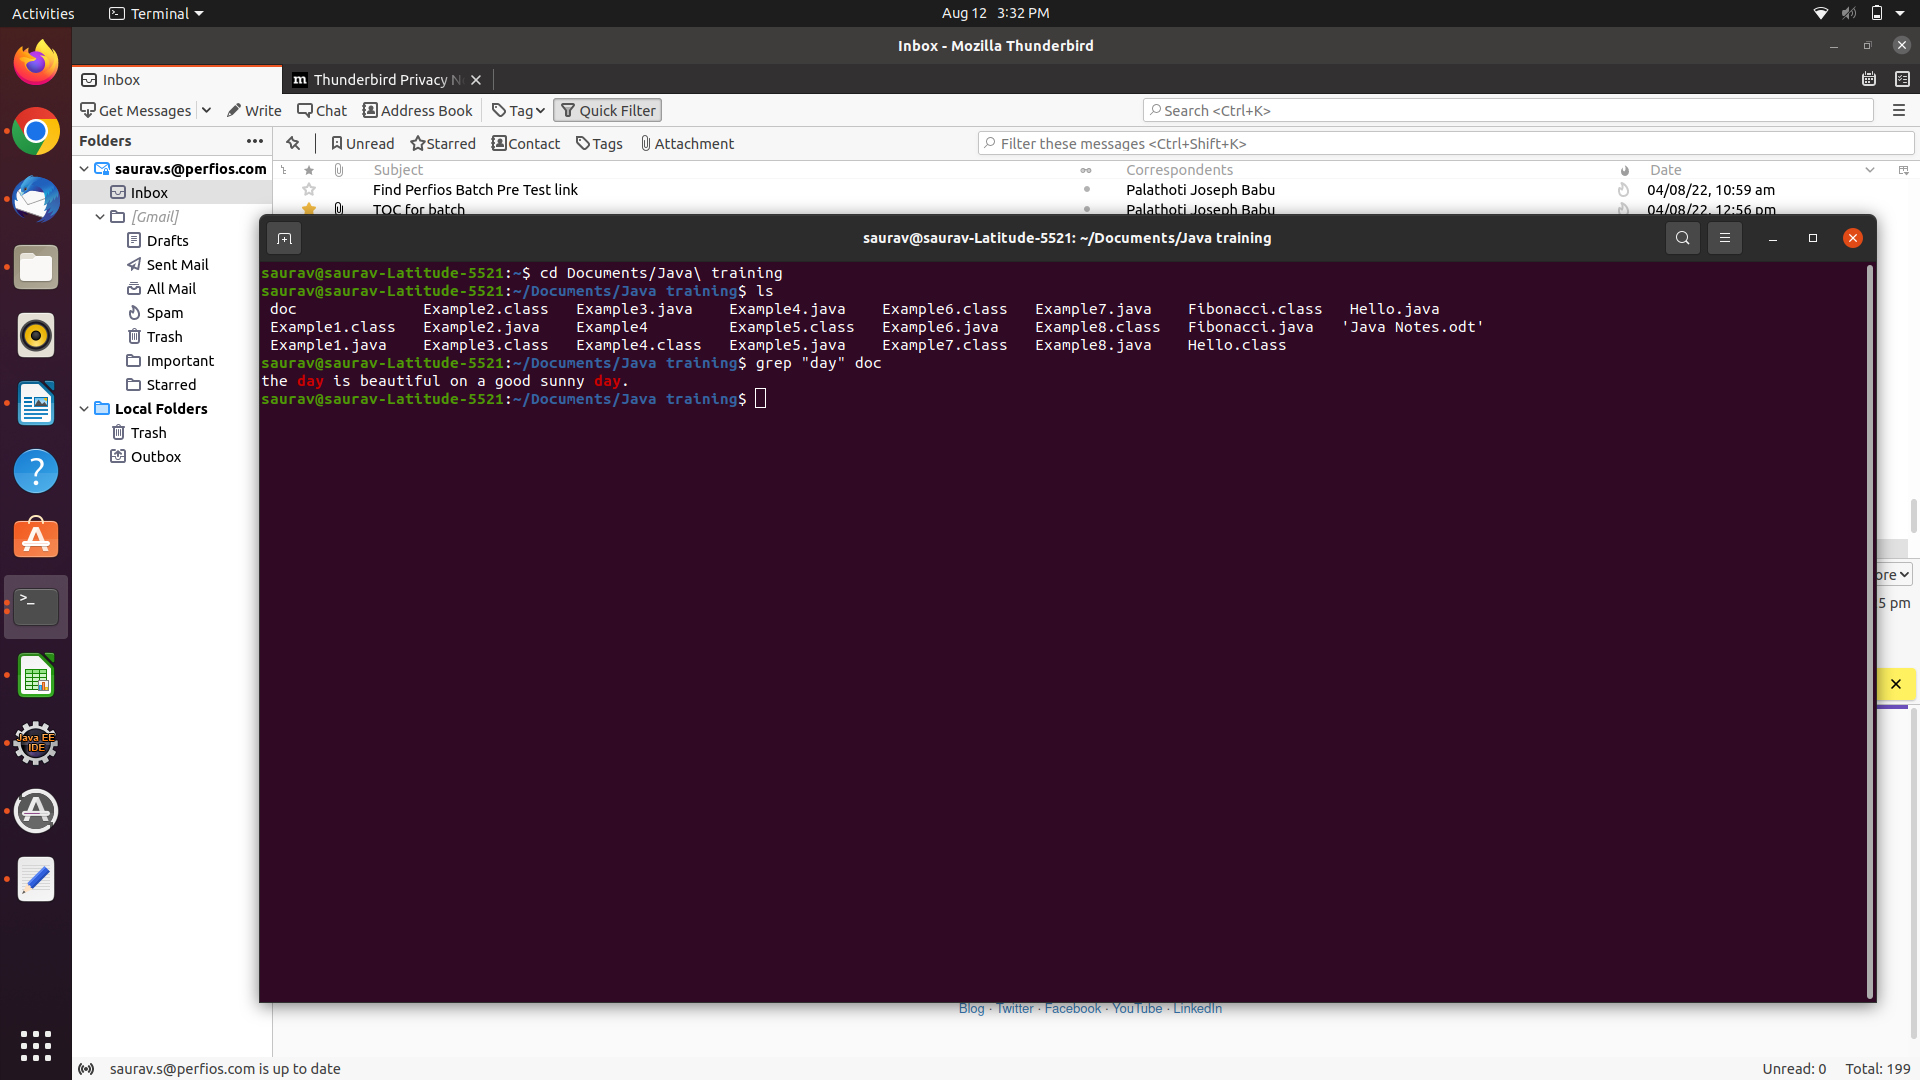 Activities Terminal Aug 12 3:32 PM
Inbox - Mozilla Thunderbird
Inbox Thunderbird Privacy N
Get Messages Write Chat Address Book Tag Quick Filter Search <Ctrl+K>
Folders Unread Starred Contact Tags Attachment Filter these messages <Ctrl+Shift+K>
saurav.s@perfios.com Subject Correspondents Date
Inbox Find Perfios Batch Pre Test link Palathoti Joseph Babu 04/08/22, 10:59 am
[Gmail] TOC for batch Palathoti Joseph Babu 04/08/22, 12:56 pm
Drafts
Sent Mail
All Mail
Spam
Trash
Important
Starred
Local Folders
Trash
Outbox
saurav@saurav-Latitude-5521: ~/Documents/Java training
saurav@saurav-Latitude-5521:~$ cd Documents/Java\ training
saurav@saurav-Latitude-5521:~/Documents/Java training$ ls
doc Example2.class Example3.java Example4.java Example6.class Example7.java Fibonacci.class Hello.java
Example1.class Example2.java Example4 Example5.class Example6.java Example8.class Fibonacci.java 'Java Notes.odt'
Example1.java Example3.class Example4.class Example5.java Example7.class Example8.java Hello.class
saurav@saurav-Latitude-5521:~/Documents/Java training$ grep "day" doc
the day is beautiful on a good sunny day.
saurav@saurav-Latitude-5521:~/Documents/Java training$
ore
5 pm
Java EE
IDE
Blog · Twitter · Facebook · YouTube · LinkedIn
saurav.s@perfios.com is up to date Unread: 0 Total: 199